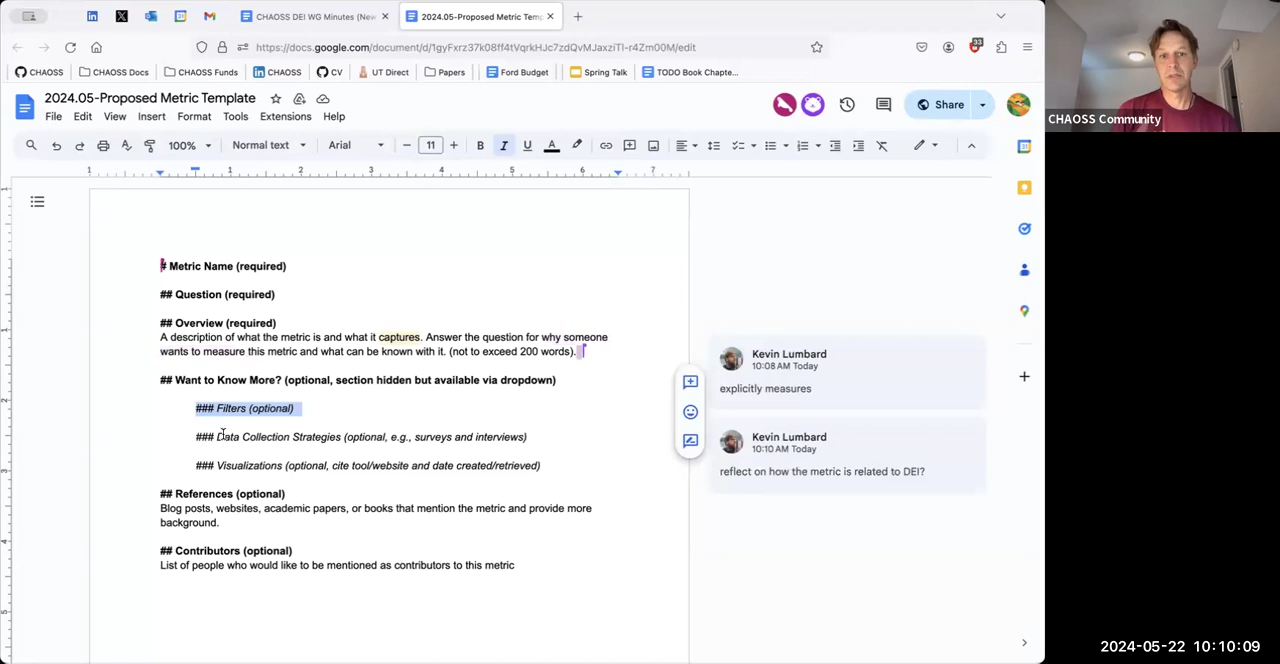 CHAOSS DEI WG Minutes (New
2024.05-Proposed Metric Temp
https://docs.google.com/document/d/1gyFxrz37k08ff4tVqrkHJc7zdQvMJaxziTl-r4Zm00M/edit
33
CHAOSS
CHAOSS Docs
CHAOSS Funds
CHAOSS
CV
UT Direct
Papers
Ford Budget
Spring Talk
TODO Book Chapte...
2024.05-Proposed Metric Template
File Edit View Insert Format Tools Extensions Help
Share
100% Normal text Arial 11 B I U A
1 1 2 3 4 5 6 7
# Metric Name (required)
## Question (required)
## Overview (required)
A description of what the metric is and what it captures. Answer the question for why someone
wants to measure this metric and what can be known with it. (not to exceed 200 words).
## Want to Know More? (optional, section hidden but available via dropdown)
### Filters (optional)
### Data Collection Strategies (optional, e.g., surveys and interviews)
### Visualizations (optional, cite tool/website and date created/retrieved)
## References (optional)
Blog posts, websites, academic papers, or books that mention the metric and provide more
background.
## Contributors (optional)
List of people who would like to be mentioned as contributors to this metric
Kevin Lumbard
10:08 AM Today
explicitly measures
Kevin Lumbard
10:10 AM Today
reflect on how the metric is related to DEI?
CHAOSS Community
2024-05-22 10:10:09